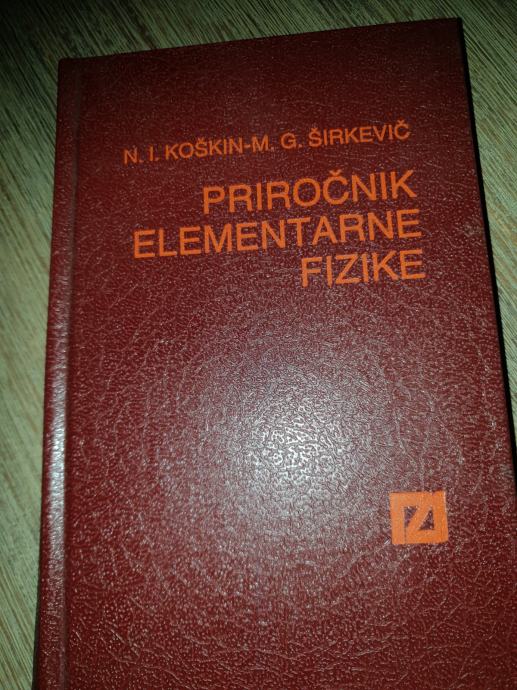 N. I. KOŠKIN-M. G. ŠIRKEVIČ
PRIROČNIK
ELEMENTARNE
FIZIKE